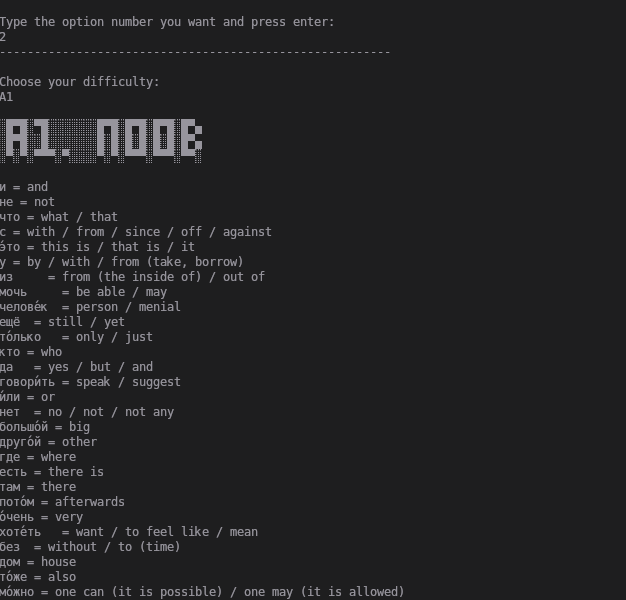 Type the option number you want and press enter:
2
--------------------------------------------------------
Choose your difficulty:
A1
A1. ПОШЕ
и = and
не = not
что = what / that
с = with / from / since / off / against
э́то = this is / that is / it
у = by / with / from (take, borrow)
из     = from (the inside of) / out of
мочь     = be able / may
челове́к  = person / menial
ещё  = still / yet
то́лько   = only / just
кто = who
да   = yes / but / and
говори́ть = speak / suggest
и́ли = or
нет  = no / not / not any
большо́й = big
друго́й = other
где = where
есть = there is
там = there
пото́м = afterwards
о́чень = very
хоте́ть   = want / to feel like / mean
без  = without / to (time)
дом = house
то́же = also
мо́жно = one can (it is possible) / one may (it is allowed)